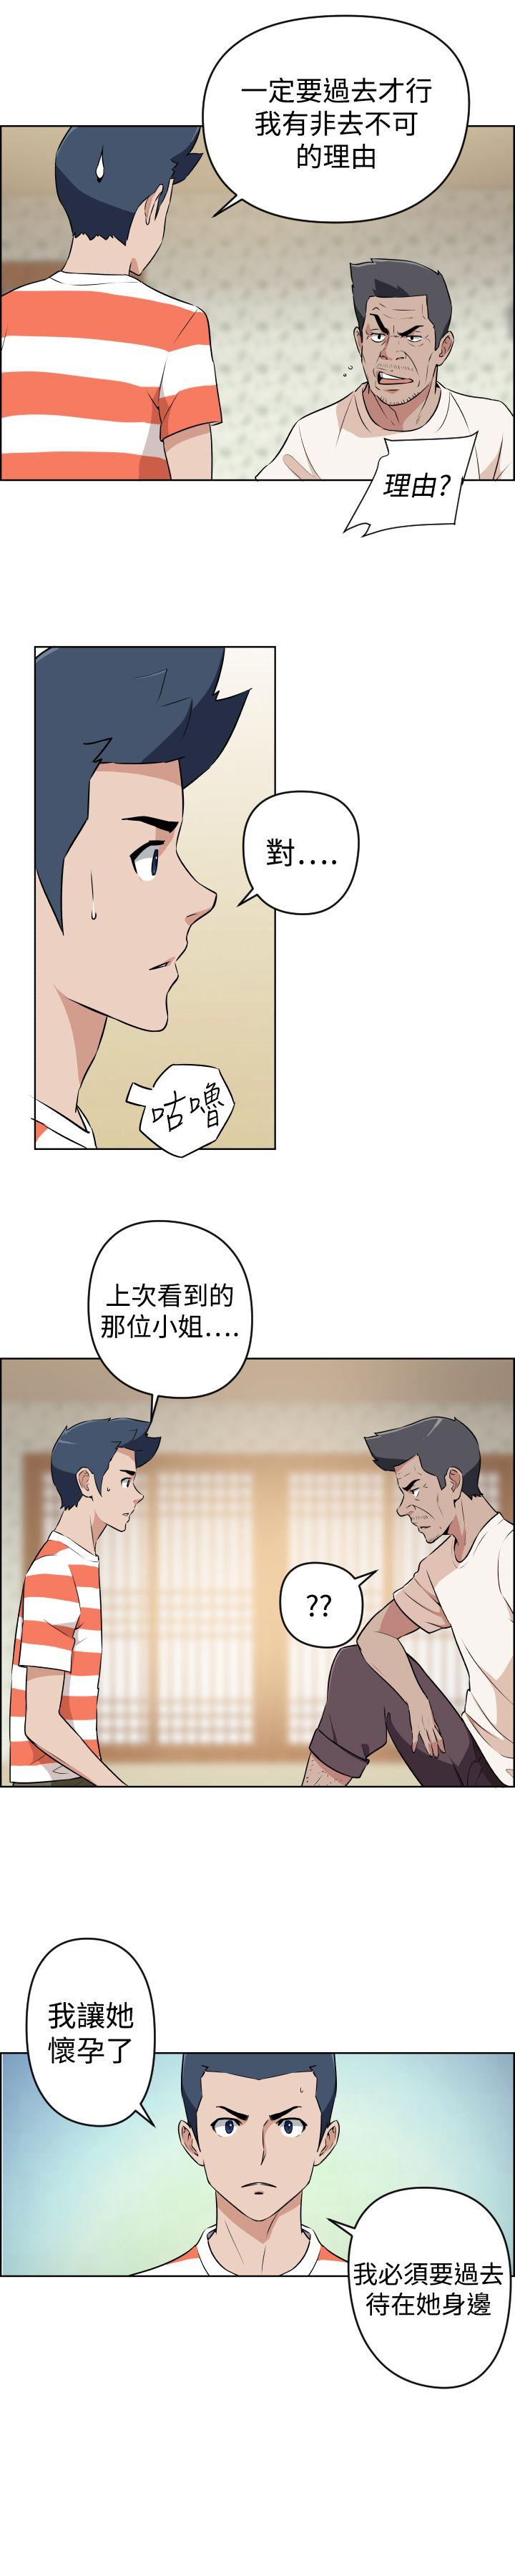 一定要過去才行
我有非去不可
的理由
理由?
對....
咕嚕
上次看到的
那位小姐....
??
我讓她
懷孕了
我必須要過去
待在她身邊